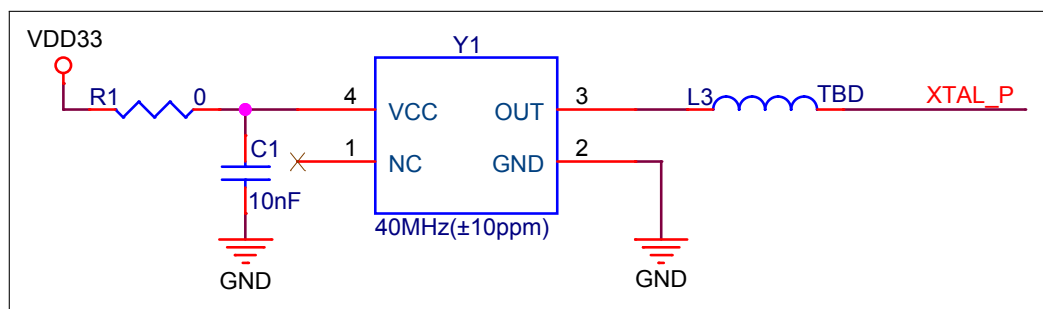 VDD33
Y1
R1 0 4 VCC OUT 3 L3 TBD XTAL_P
C1 1 NC GND 2
10nF
40MHz(±10ppm)
GND GND